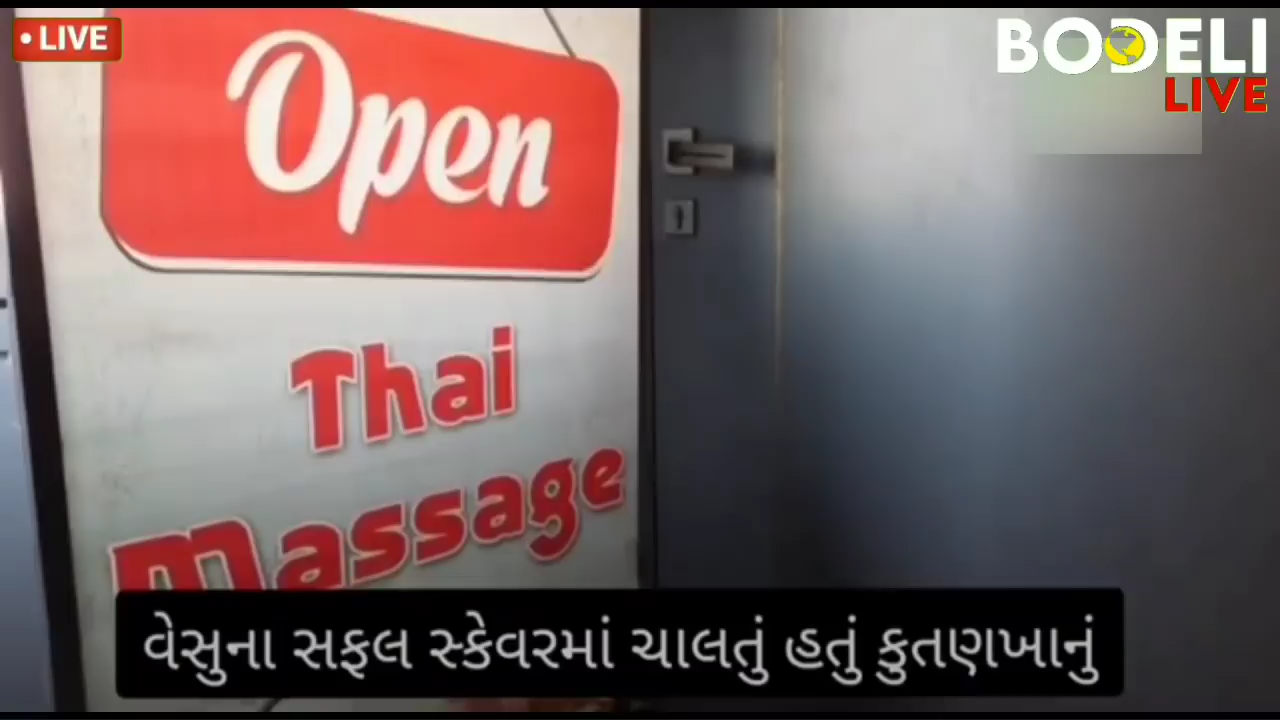 • LIVE
BODELI
LIVE
Open
Thai
Massage
વેસુના સફલ સ્કેવરમાં ચાલતું હતું કુતણખાનું